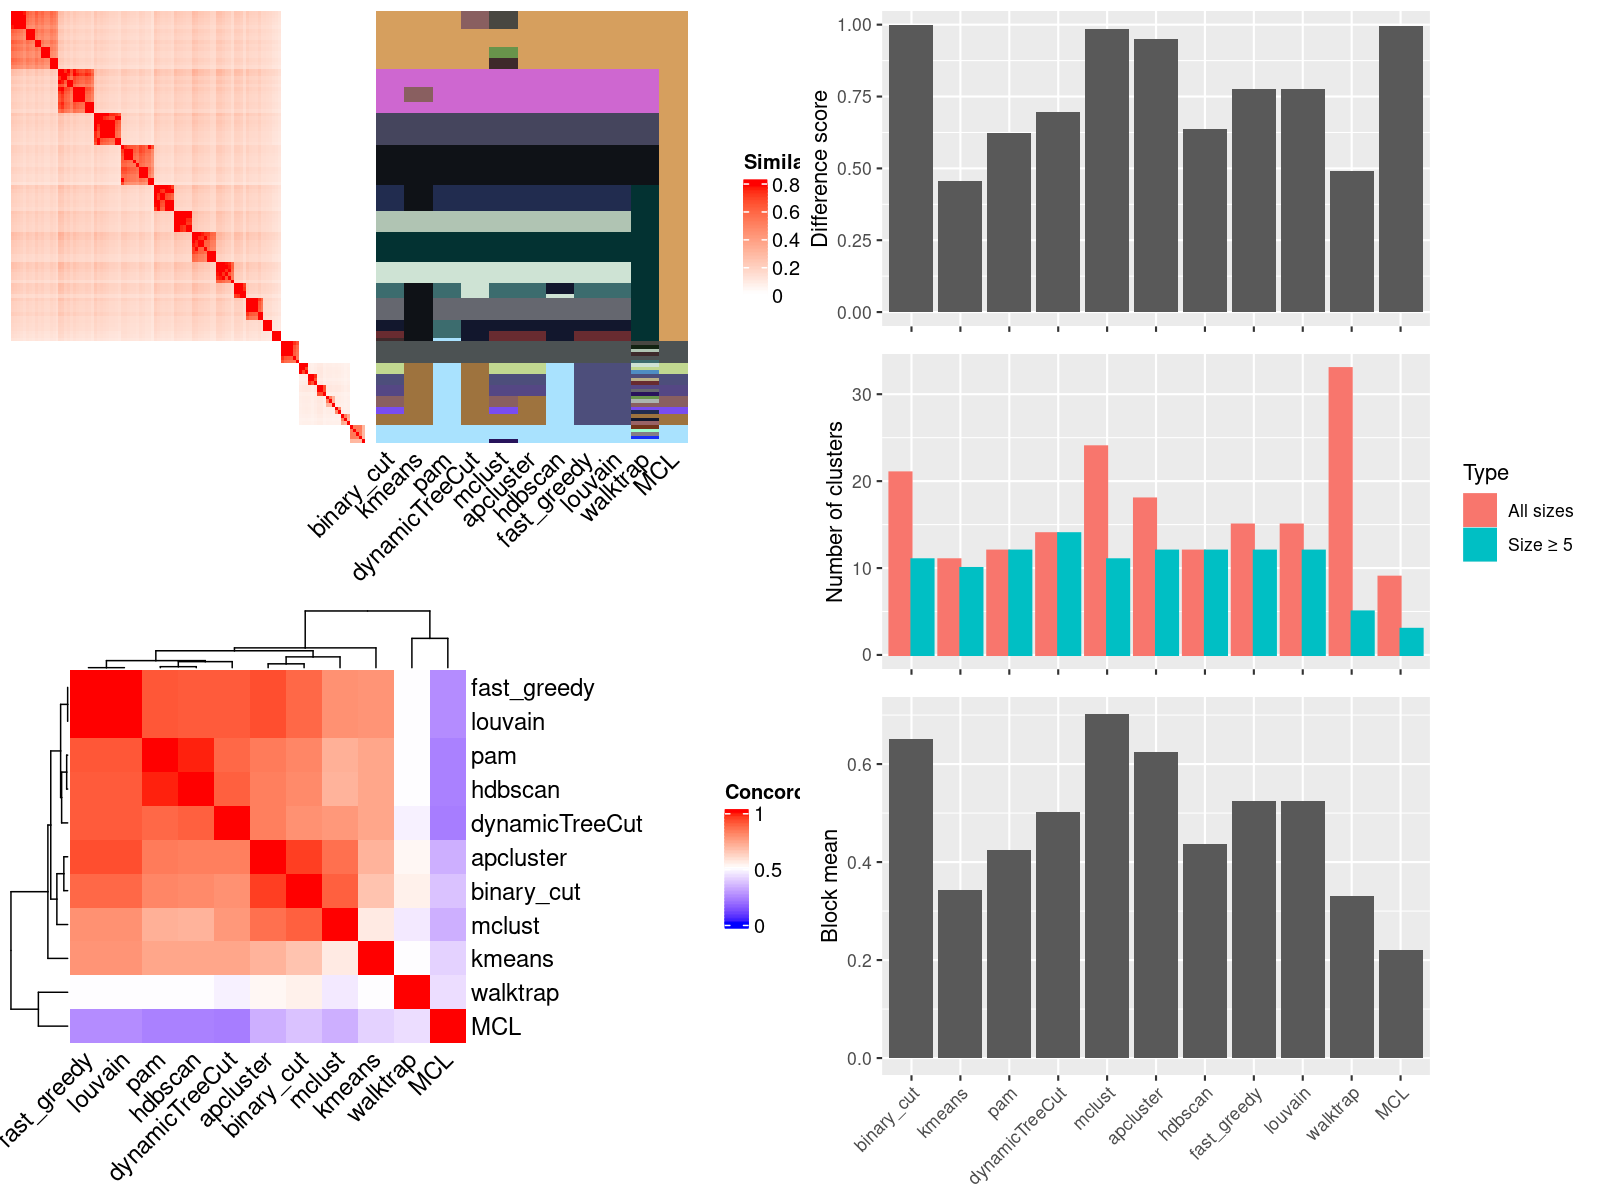 Simila
0.8
0.6
0.4
0.2
0
binary_cut
kmeans
pam
dynamicTreeCut
mclust
apcluster
hdbscan
fast_greedy
louvain
walktrap
MCL
fast_greedy
louvain
pam
hdbscan
dynamicTreeCut
apcluster
binary_cut
mclust
kmeans
walktrap
MCL
Concord
1
0.5
0
fast_greedy
louvain
pam
hdbscan
dynamicTreeCut
apcluster
binary_cut
mclust
kmeans
walktrap
MCL
Difference score
1.00
0.75
0.50
0.25
0.00
Number of clusters
30
20
10
0
Type
All sizes
Size ≥ 5
Block mean
0.6
0.4
0.2
0.0
binary_cut
kmeans
pam
dynamicTreeCut
mclust
apcluster
hdbscan
fast_greedy
louvain
walktrap
MCL